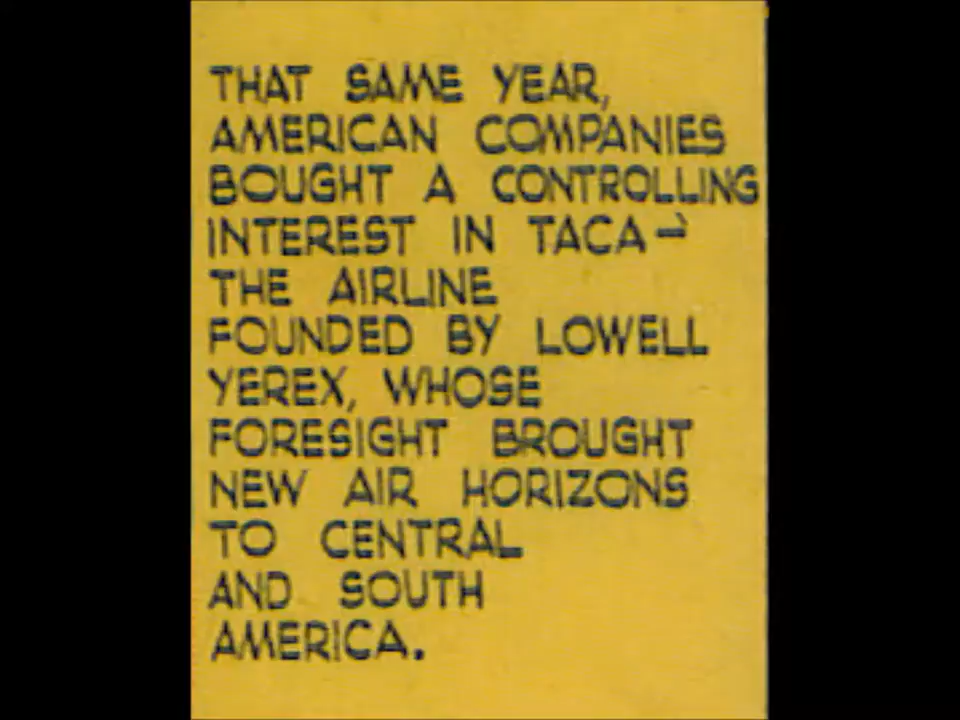 THAT SAME YEAR,
AMERICAN COMPANIES
BOUGHT A CONTROLLING
INTEREST IN TACA —
THE AIRLINE
FOUNDED BY LOWELL
YEREX, WHOSE
FORESIGHT BROUGHT
NEW AIR HORIZONS
TO CENTRAL
AND SOUTH
AMERICA.